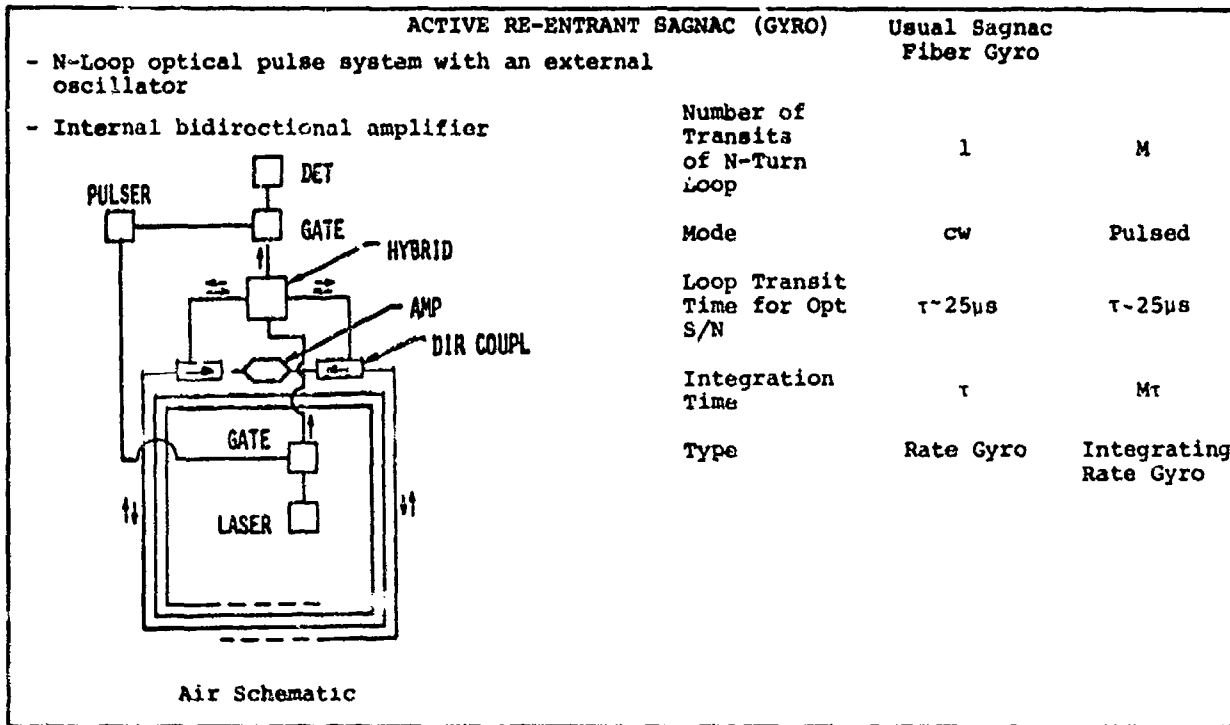 ACTIVE RE-ENTRANT SAGNAC (GYRO)
Usual Sagnac
Fiber Gyro
- N-Loop optical pulse system with an external
oscillator
- Internal bidirectional amplifier
DET
PULSER
GATE
HYBRID
AMP
DIR COUPL
GATE
LASER
Air Schematic
Number of
Transits
of N-Turn
Loop
1
M
Mode
cw
Pulsed
Loop Transit
Time for Opt
S/N
τ~25μs
τ~25μs
Integration
Time
τ
Mτ
Type
Rate Gyro
Integrating
Rate Gyro